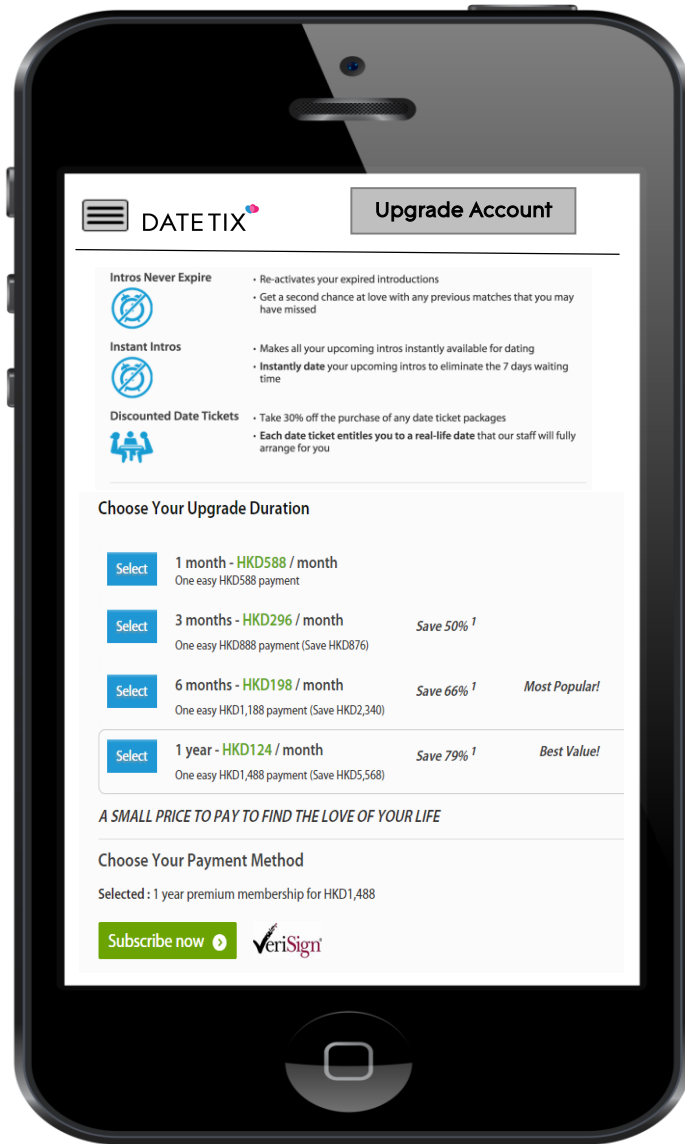 DATE TIX
Upgrade Account
Intros Never Expire
• Re-activates your expired introductions
• Get a second chance at love with any previous matches that you may
have missed
Instant Intros
• Makes all your upcoming intros instantly available for dating
• Instantly date your upcoming intros to eliminate the 7 days waiting
time
Discounted Date Tickets
• Take 30% off the purchase of any date ticket packages
• Each date ticket entitles you to a real-life date that our staff will fully
arrange for you
Choose Your Upgrade Duration
Select
1 month - HKD588 / month
One easy HKD588 payment
Select
3 months - HKD296 / month
Save 50% 1
One easy HKD888 payment (Save HKD876)
Select
6 months - HKD198 / month
Save 66% 1
Most Popular!
One easy HKD1,188 payment (Save HKD2,340)
Select
1 year - HKD124 / month
Save 79% 1
Best Value!
One easy HKD1,488 payment (Save HKD5,568)
A SMALL PRICE TO PAY TO FIND THE LOVE OF YOUR LIFE
Choose Your Payment Method
Selected : 1 year premium membership for HKD1,488
Subscribe now
VeriSign